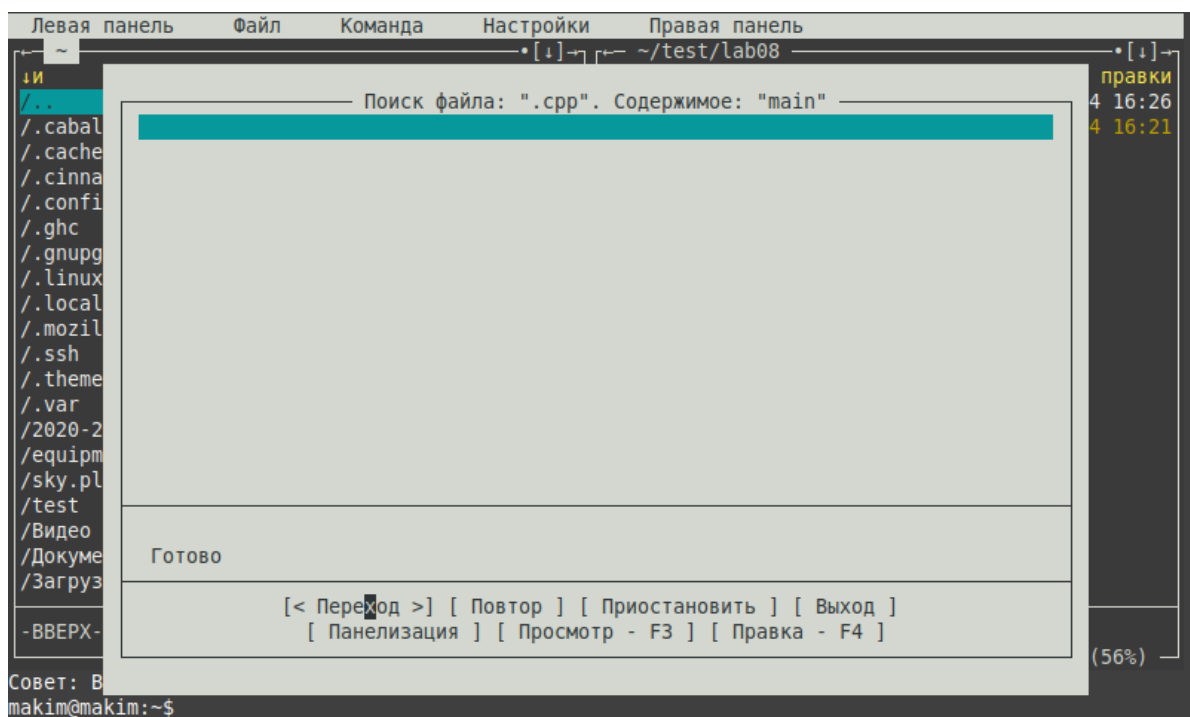 Левая панель Файл Команда Настройки Правая панель
~ •[↓] ~/test/lab08 •[↓]
↓и правки
/.. 4 16:26
/.cabal 4 16:21
/.cache
/.cinna
/.confi
/.ghc
/.gnupg
/.linux
/.local
/.mozil
/.ssh
/.theme
/.var
/2020-2
/equipm
/sky.pl
/test
/Видео
/Докуме
/Загруз
-ВВЕРХ-
(56%)
Поиск файла: ".cpp". Содержимое: "main"
Готово
[< Переход >] [ Повтор ] [ Приостановить ] [ Выход ]
[ Панелизация ] [ Просмотр - F3 ] [ Правка - F4 ]
Совет: В
makim@makim:~$